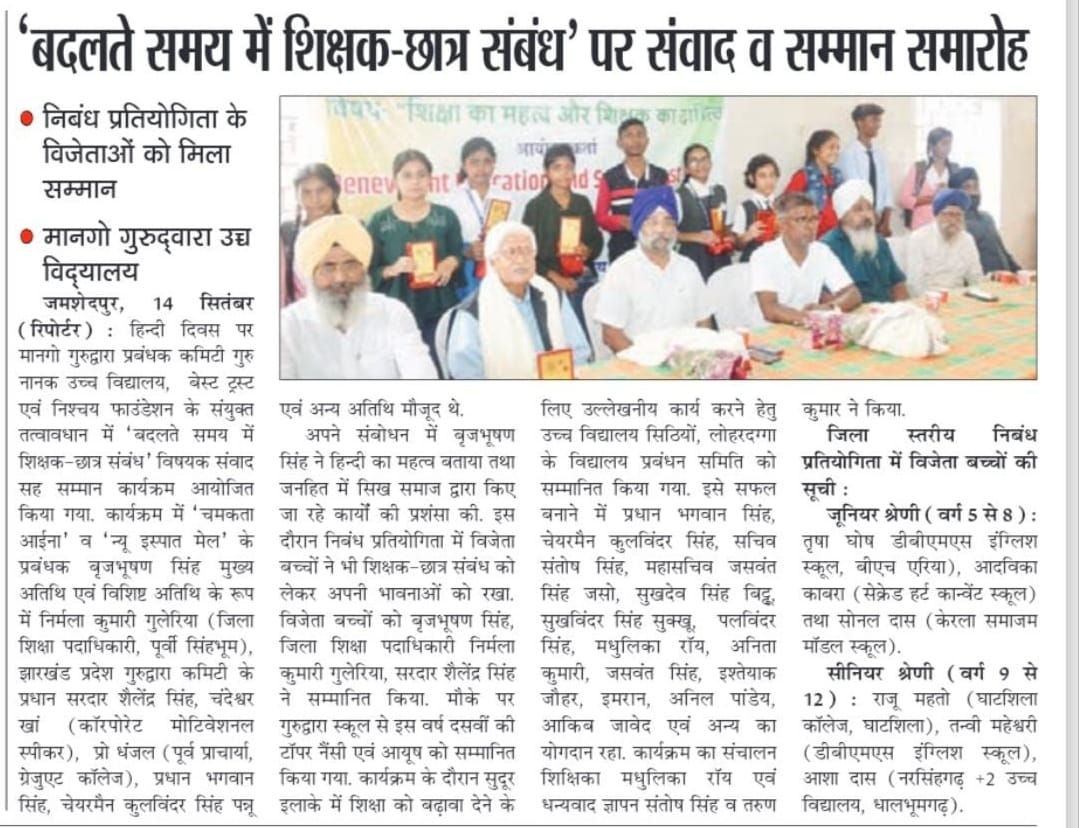 'बदलते समय में शिक्षक-छात्र संबंध' पर संवाद व सम्मान समारोह
निबंध प्रतियोगिता के
विजेताओं को मिला
सम्मान
मानगो गुरुद्वारा उच्च
विद्यालय
जमशेदपुर, 14 सितंबर
(रिपोर्टर) : हिन्दी दिवस पर
मानगो गुरुद्वारा प्रबंधक कमिटी गुरु
नानक उच्च विद्यालय, बेस्ट ट्रस्ट
एवं निश्चय फाउंडेशन के संयुक्त
तत्वावधान में 'बदलते समय में
शिक्षक-छात्र संबंध' विषयक संवाद
सह सम्मान कार्यक्रम आयोजित
किया गया. कार्यक्रम में 'चमकता
आईना' व 'न्यू इस्पात मेल' के
प्रबंधक बृजभूषण सिंह मुख्य
अतिथि एवं विशिष्ट अतिथि के रूप
में निर्मला कुमारी गुलेरिया (जिला
शिक्षा पदाधिकारी, पूर्वी सिंहभूम),
झारखंड प्रदेश गुरुद्वारा कमिटी के
प्रधान सरदार शैलेंद्र सिंह, चंदेश्वर
खां (कॉरपोरेट मोटिवेशनल
स्पीकर), प्रो धंजल (पूर्व प्राचार्या,
ग्रेजुएट कॉलेज), प्रधान भगवान
सिंह, चेयरमैन कुलविंदर सिंह पन्नू
विषय- "शिक्षा का महत्व और शिक्षक का दायित्व
एवं अन्य अतिथि मौजूद थे.
अपने संबोधन में बृजभूषण
सिंह ने हिन्दी का महत्व बताया तथा
जनहित में सिख समाज द्वारा किए
जा रहे कार्यों की प्रशंसा की. इस
दौरान निबंध प्रतियोगिता में विजेता
बच्चों ने भी शिक्षक-छात्र संबंध को
लेकर अपनी भावनाओं को रखा.
विजेता बच्चों को बृजभूषण सिंह,
जिला शिक्षा पदाधिकारी निर्मला
कुमारी गुलेरिया, सरदार शैलेंद्र सिंह
ने सम्मानित किया. मौके पर
गुरुद्वारा स्कूल से इस वर्ष दसवीं की
टॉपर नैंसी एवं आयूष को सम्मानित
किया गया. कार्यक्रम के दौरान सुदूर
इलाके में शिक्षा को बढ़ावा देने के
लिए उल्लेखनीय कार्य करने हेतु
उच्च विद्यालय सिठियों, लोहरदग्गा
के विद्यालय प्रबंधन समिति को
सम्मानित किया गया. इसे सफल
बनाने में प्रधान भगवान सिंह,
चेयरमैन कुलविंदर सिंह, सचिव
संतोष सिंह, महासचिव जसवंत
सिंह जसो, सुखदेव सिंह बिट्टू,
सुखविंदर सिंह सुक्खू, पलविंदर
सिंह, मधुलिका रॉय, अनिता
कुमारी, जसवंत सिंह, इश्तेयाक
जौहर, इमरान, अनिल पांडेय,
आकिब जावेद एवं अन्य का
योगदान रहा. कार्यक्रम का संचालन
शिक्षिका मधुलिका रॉय एवं
धन्यवाद ज्ञापन संतोष सिंह व तरुण
कुमार ने किया.
जिला स्तरीय निबंध
प्रतियोगिता में विजेता बच्चों की
सूची :
जूनियर श्रेणी (वर्ग 5 से 8) :
तृषा घोष डीबीएमएस इंग्लिश
स्कूल, बीएच एरिया), आदविका
काबरा (सेक्रेड हर्ट कान्वेंट स्कूल)
तथा सोनल दास (केरला समाजम
मॉडल स्कूल).
सीनियर श्रेणी (वर्ग 9 से
12) : राजू महतो (घाटशिला
कॉलेज, घाटशिला), तन्वी महेश्वरी
(डीबीएमएस इंग्लिश स्कूल),
आशा दास (नरसिंहगढ़ +2 उच्च
विद्यालय, धालभूमगढ़).